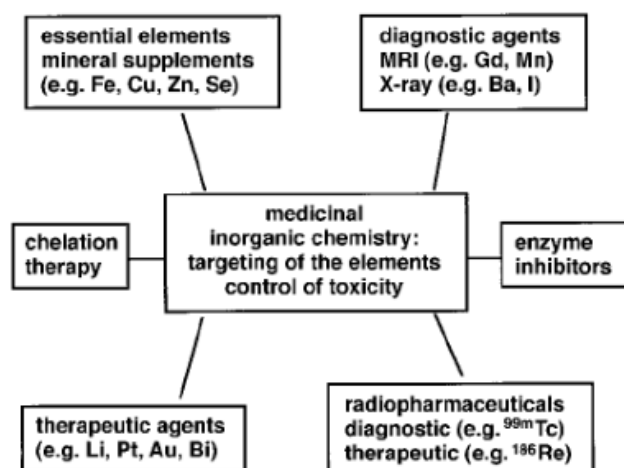 essential elements
mineral supplements
(e.g. Fe, Cu, Zn, Se)
diagnostic agents
MRI (e.g. Gd, Mn)
X-ray (e.g. Ba, I)
chelation
therapy
medicinal
inorganic chemistry:
targeting of the elements
control of toxicity
enzyme
inhibitors
therapeutic agents
(e.g. Li, Pt, Au, Bi)
radiopharmaceuticals
diagnostic (e.g. ⁹⁹ᵐTc)
therapeutic (e.g. ¹⁸⁶Re)